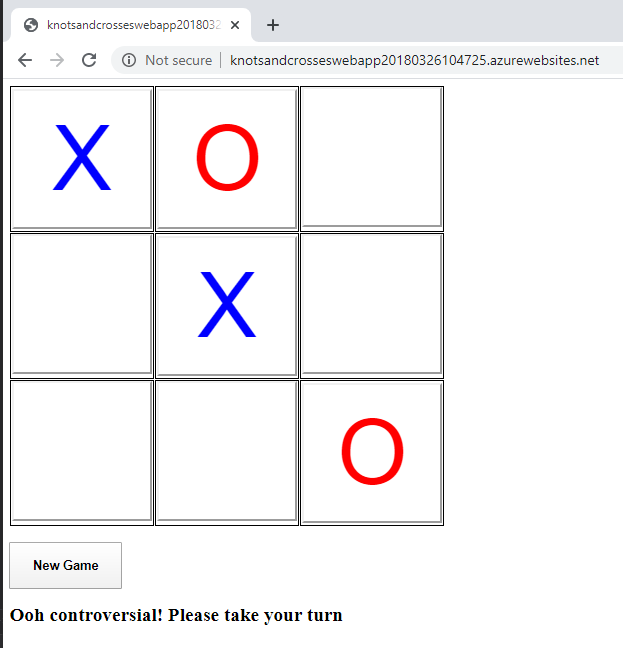 knotsandcrosseswebapp2018032
Not secure knotsandcrosseswebapp20180326104725.azurewebsites.net
X O
X
O
New Game
Ooh controversial! Please take your turn